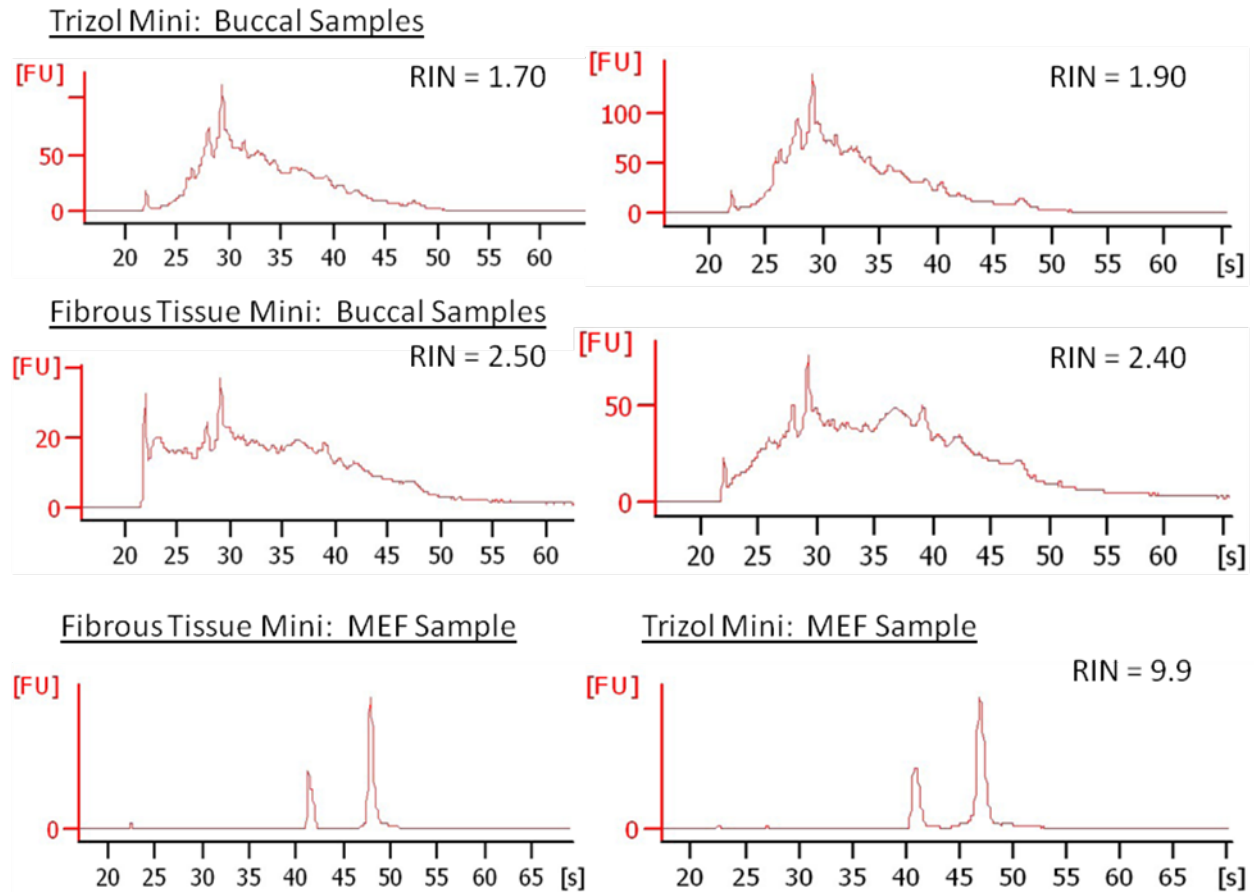 Trizol Mini: Buccal Samples
[FU] RIN = 1.70
50
0
20 25 30 35 40 45 50 55 60
[FU] RIN = 1.90
100
50
0
20 25 30 35 40 45 50 55 60 [s]
Fibrous Tissue Mini: Buccal Samples
[FU] RIN = 2.50
20
0
20 25 30 35 40 45 50 55 60
[FU] RIN = 2.40
50
0
20 25 30 35 40 45 50 55 60 [s]
Fibrous Tissue Mini: MEF Sample
[FU]
0
20 25 30 35 40 45 50 55 60 65 [s]
Trizol Mini: MEF Sample
RIN = 9.9
[FU]
0
20 25 30 35 40 45 50 55 60 65 [s]